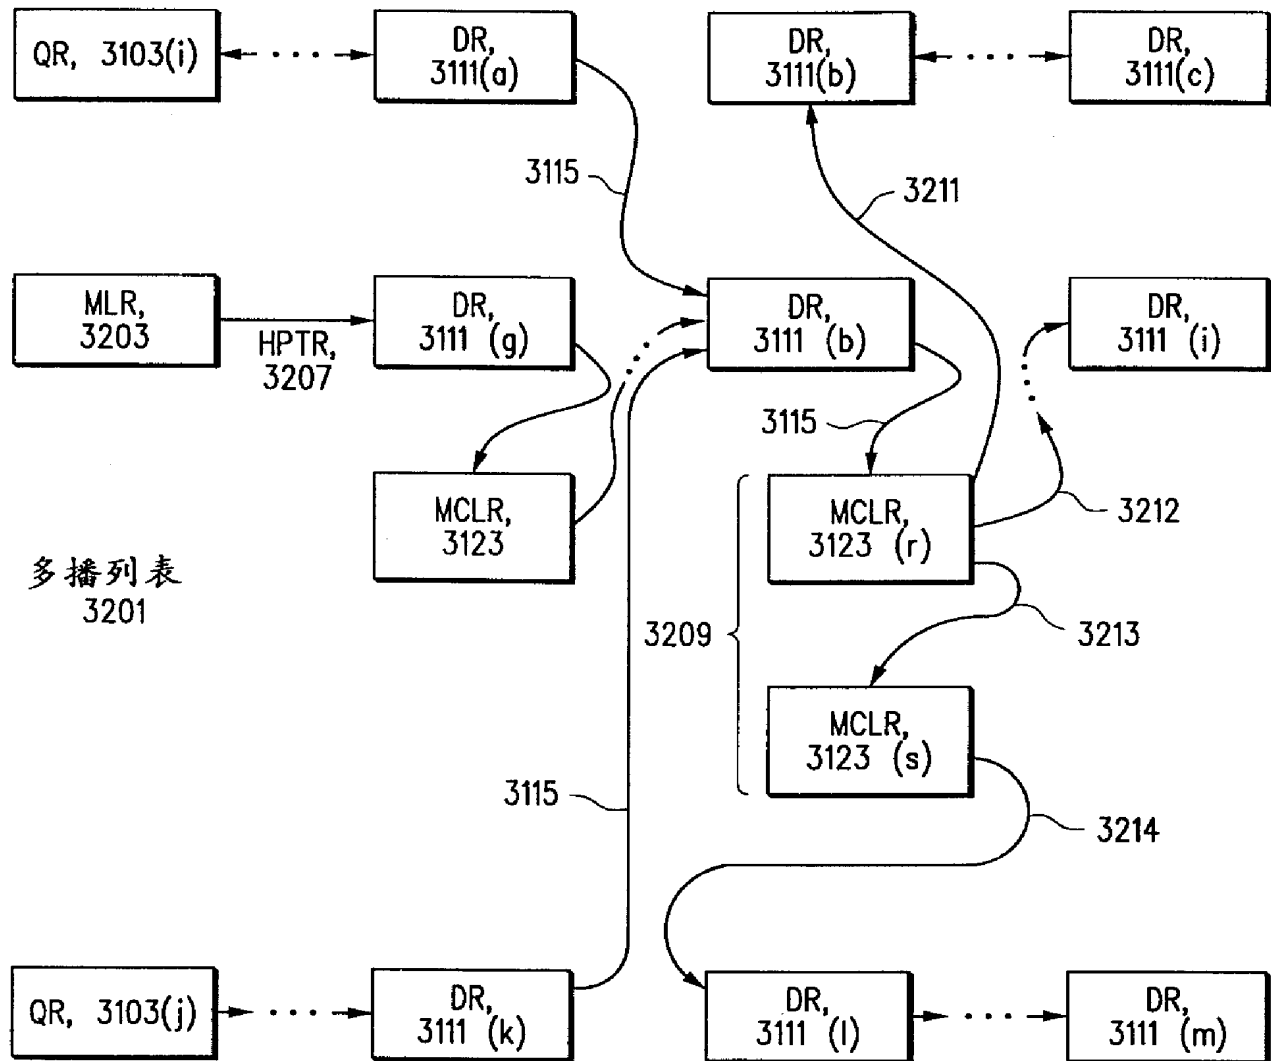 QR, 3103(i)
DR,
3111(a)
DR,
3111(b)
DR,
3111(c)
3115
3211
MLR,
3203
HPTR,
3207
DR,
3111 (g)
DR,
3111 (b)
DR,
3111 (i)
3115
MCLR,
3123
MCLR,
3123 (r)
3212
多播列表
3201
3209
3213
MCLR,
3123 (s)
3115
3214
QR, 3103(j)
DR,
3111 (k)
DR,
3111 (l)
DR,
3111 (m)